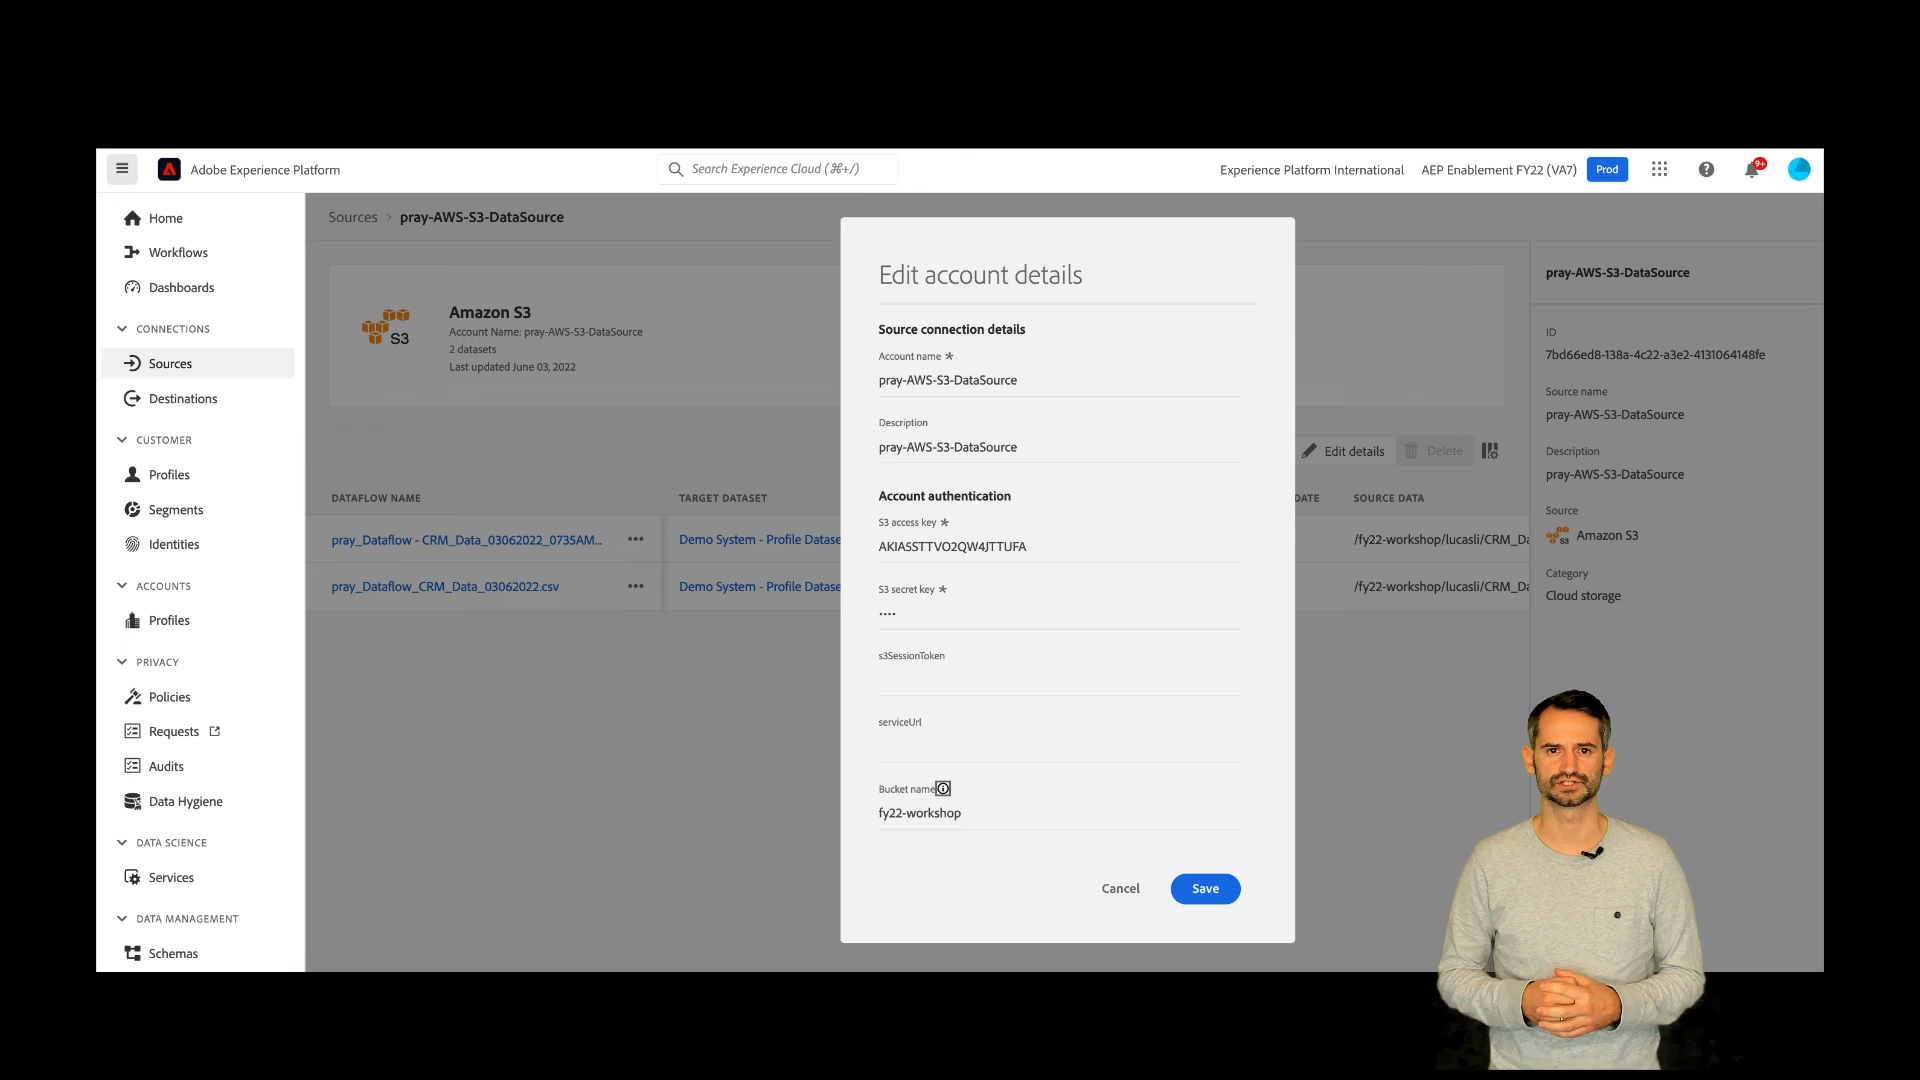 Adobe Experience Platform
Search Experience Cloud (⌘+/)
Experience Platform International
AEP Enablement FY22 (VA7)
Prod
9+
Home
Workflows
Dashboards
CONNECTIONS
Sources
Destinations
CUSTOMER
Profiles
Segments
Identities
ACCOUNTS
Profiles
PRIVACY
Policies
Requests
Audits
Data Hygiene
DATA SCIENCE
Services
DATA MANAGEMENT
Schemas
Sources > pray-AWS-S3-DataSource
S3
Amazon S3
Account Name: pray-AWS-S3-DataSource
2 datasets
Last updated June 03, 2022
Edit details
Delete
DATAFLOW NAME TARGET DATASET DATE SOURCE DATA
pray_Dataflow - CRM_Data_03062022_0735AM... Demo System - Profile Datase /fy22-workshop/lucasli/CRM_Da
pray_Dataflow_CRM_Data_03062022.csv Demo System - Profile Datase /fy22-workshop/lucasli/CRM_Da
Edit account details
Source connection details
Account name *
pray-AWS-S3-DataSource
Description
pray-AWS-S3-DataSource
Account authentication
S3 access key *
AKIA5STTVO2QW4JTTUFA
S3 secret key *
••••
s3SessionToken
serviceUrl
Bucket name
fy22-workshop
Cancel
Save
pray-AWS-S3-DataSource
ID
7bd66ed8-138a-4c22-a3e2-4131064148fe
Source name
pray-AWS-S3-DataSource
Description
pray-AWS-S3-DataSource
Source
S3
Amazon S3
Category
Cloud storage